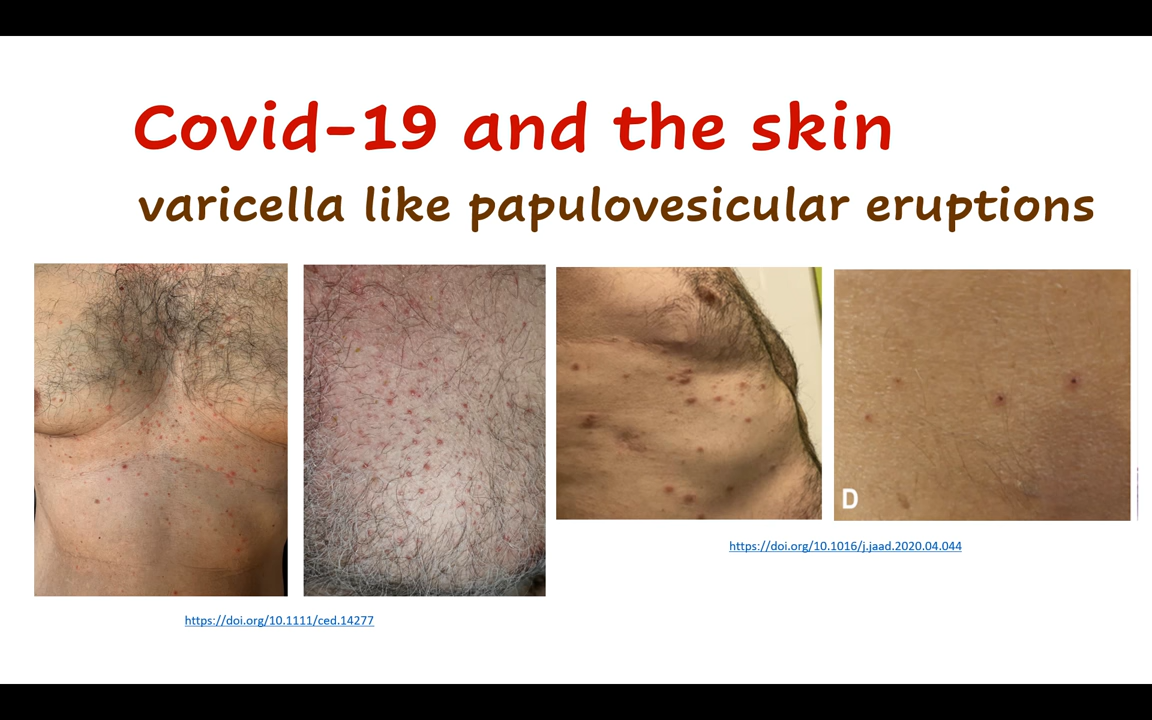 Covid-19 and the skin
varicella like papulovesicular eruptions
D
https://doi.org/10.1016/j.jaad.2020.04.044
https://doi.org/10.1111/ced.14277